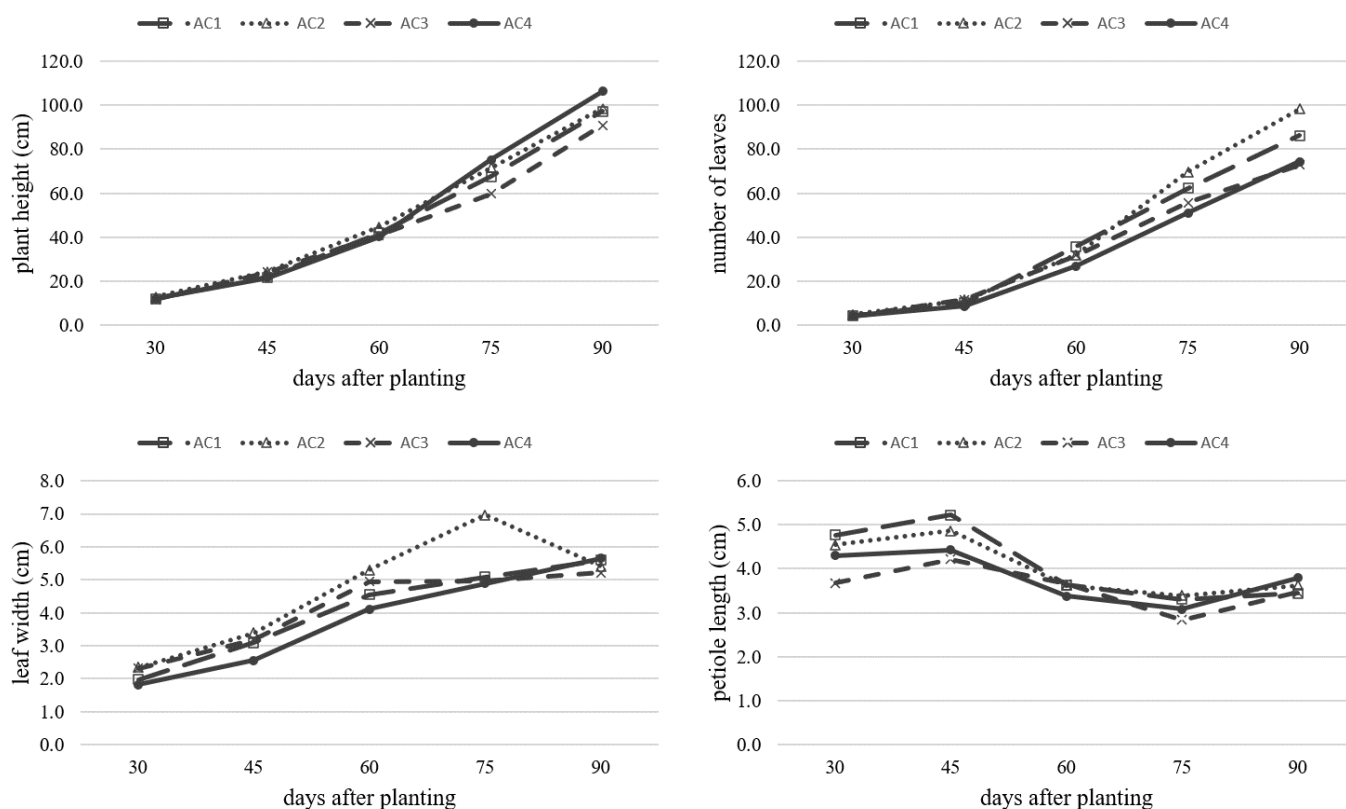 AC1 AC2 AC3 AC4
plant height (cm)
120.0
100.0
80.0
60.0
40.0
20.0
0.0
30 45 60 75 90
days after planting
AC1 AC2 AC3 AC4
number of leaves
120.0
100.0
80.0
60.0
40.0
20.0
0.0
30 45 60 75 90
days after planting
AC1 AC2 AC3 AC4
leaf width (cm)
8.0
7.0
6.0
5.0
4.0
3.0
2.0
1.0
0.0
30 45 60 75 90
days after planting
AC1 AC2 AC3 AC4
petiole length (cm)
6.0
5.0
4.0
3.0
2.0
1.0
0.0
30 45 60 75 90
days after planting